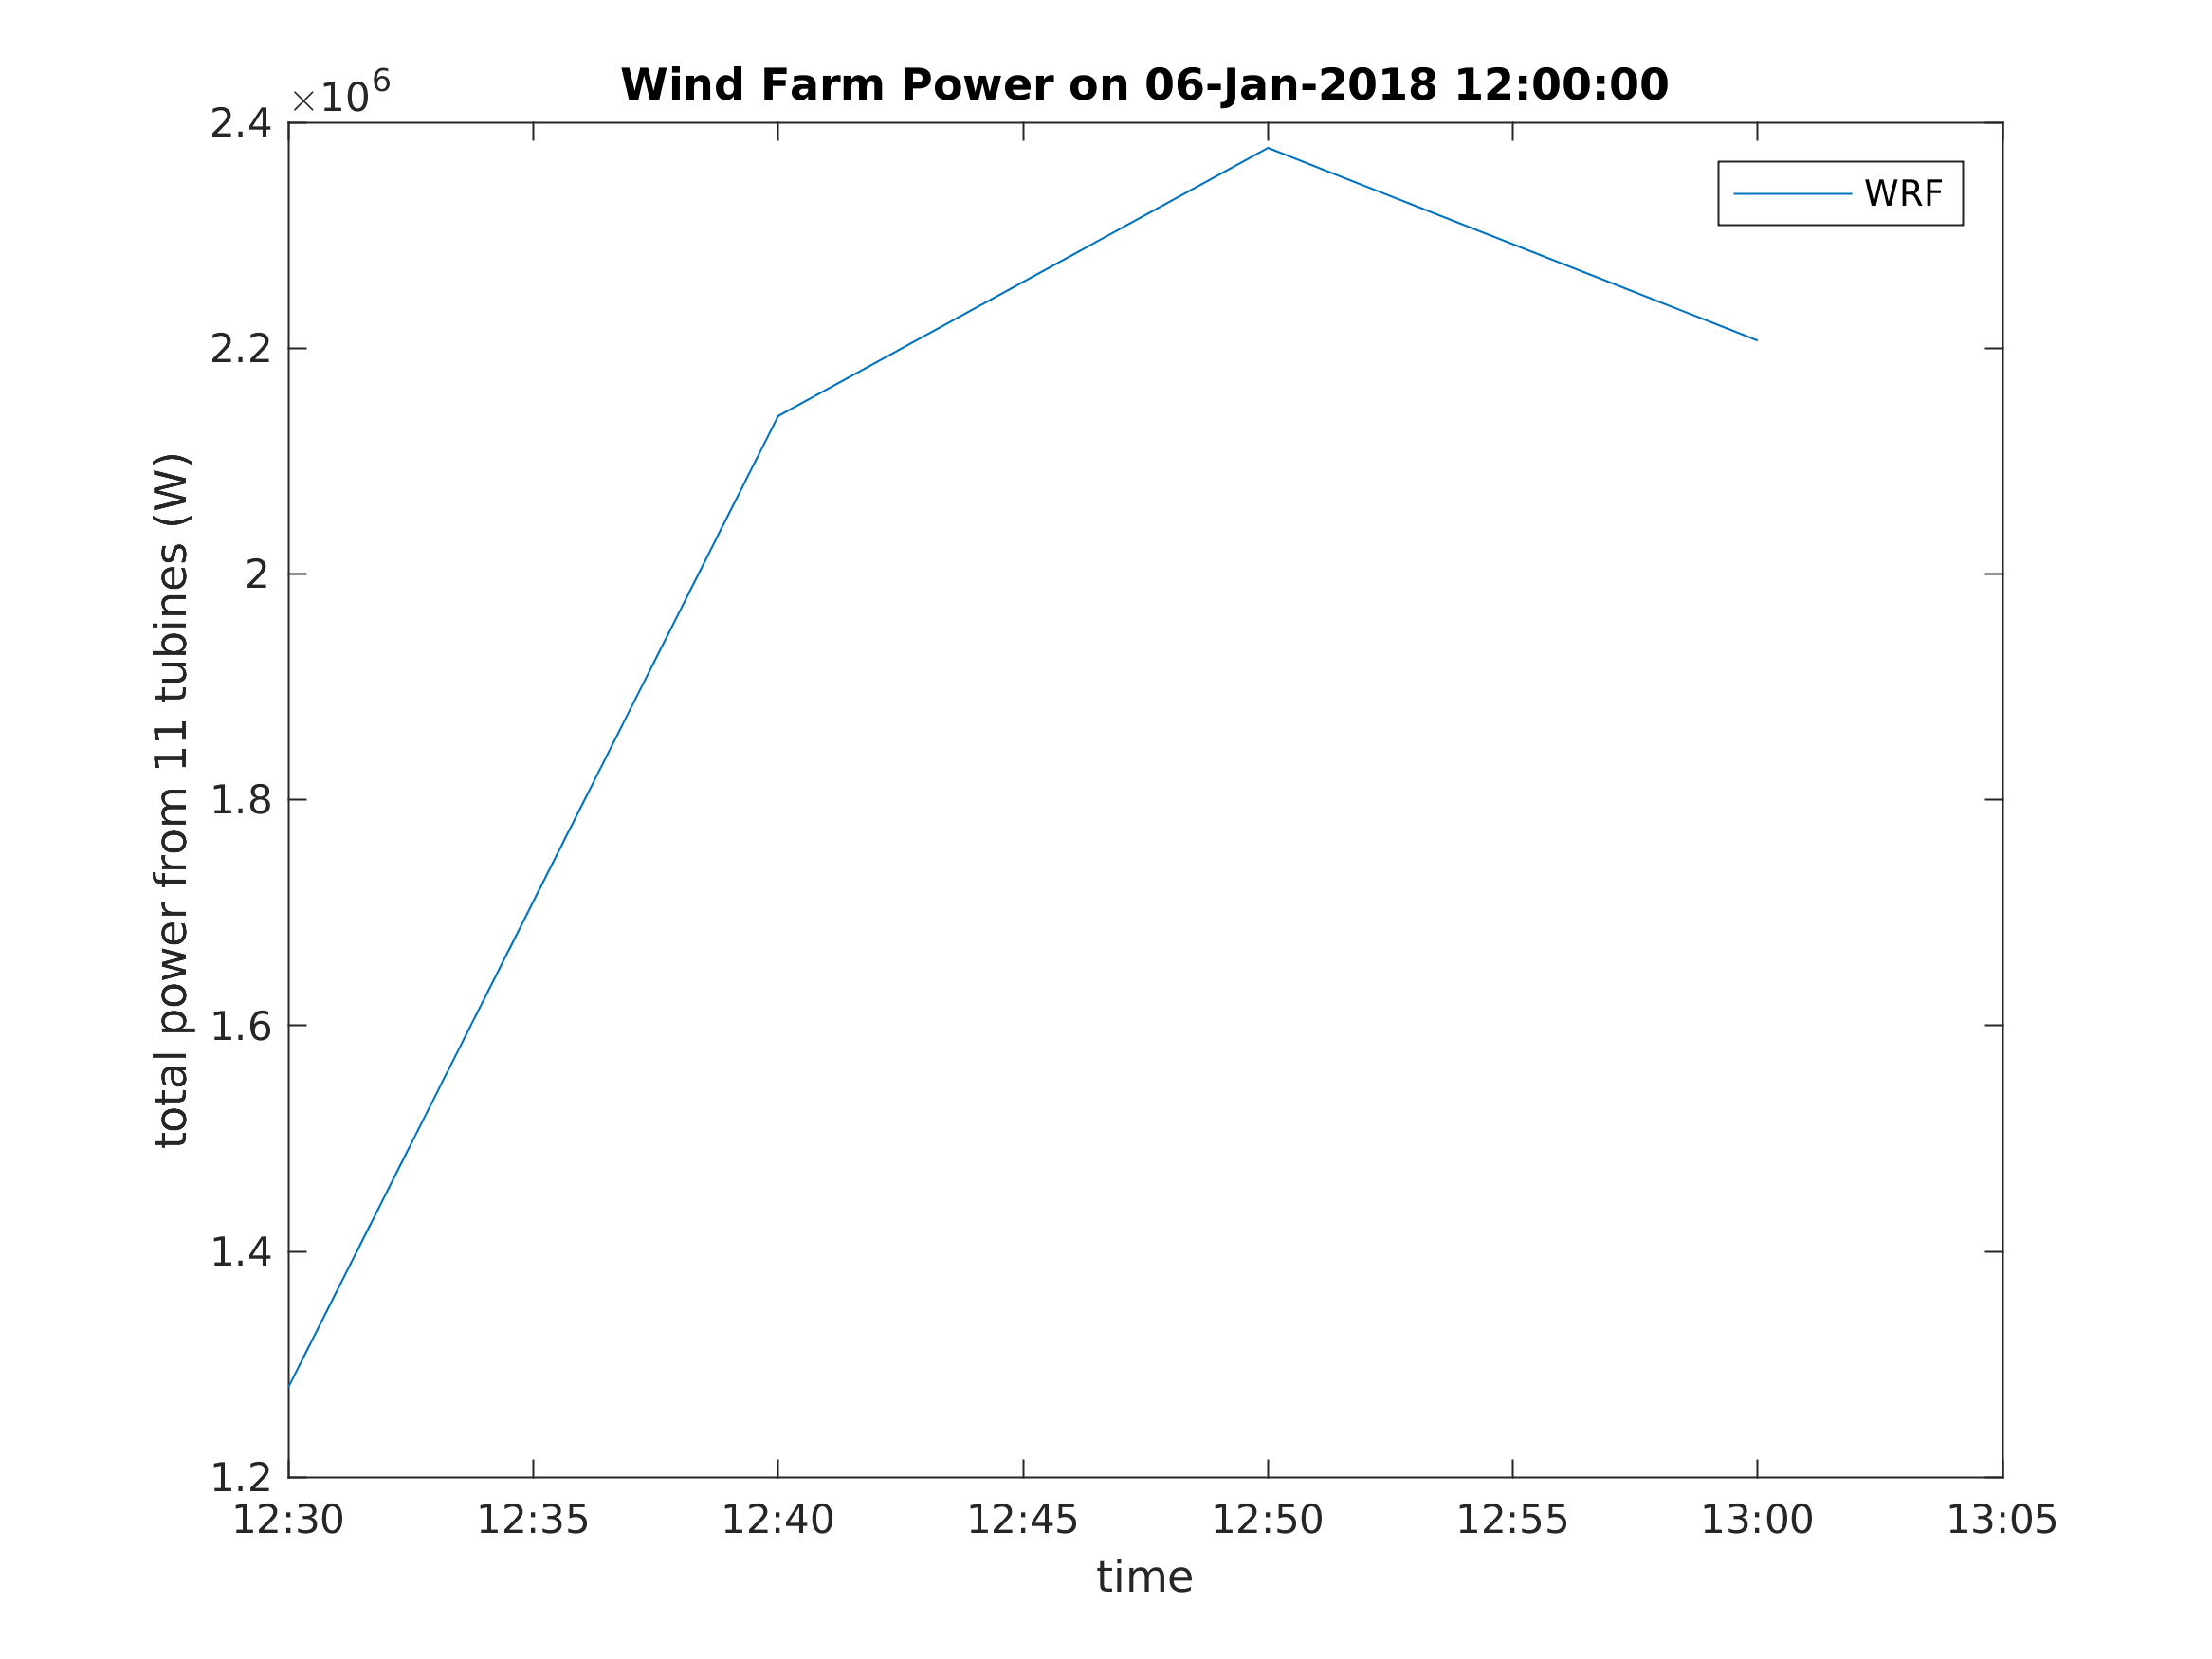 Wind Farm Power on 06-Jan-2018 12:00:00
×10⁶
2.4
2.2
2
1.8
1.6
1.4
1.2
total power from 11 tubines (W)
WRF
12:30 12:35 12:40 12:45 12:50 12:55 13:00 13:05
time